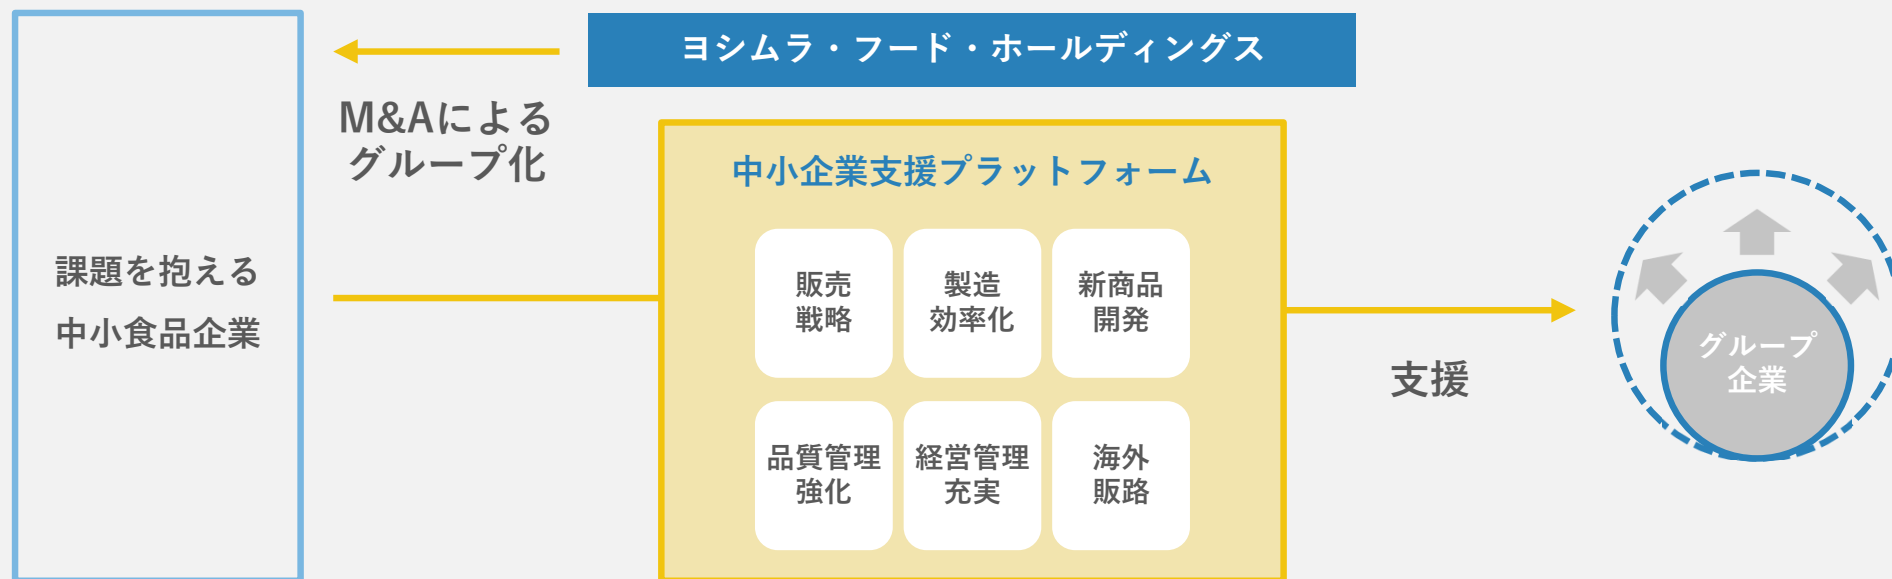 ヨシムラ・フード・ホールディングス
M&Aによる
グループ化
課題を抱える
中小食品企業
中小企業支援プラットフォーム
販売
戦略
製造
効率化
新商品
開発
品質管理
強化
経営管理
充実
海外
販路
支援
グループ
企業